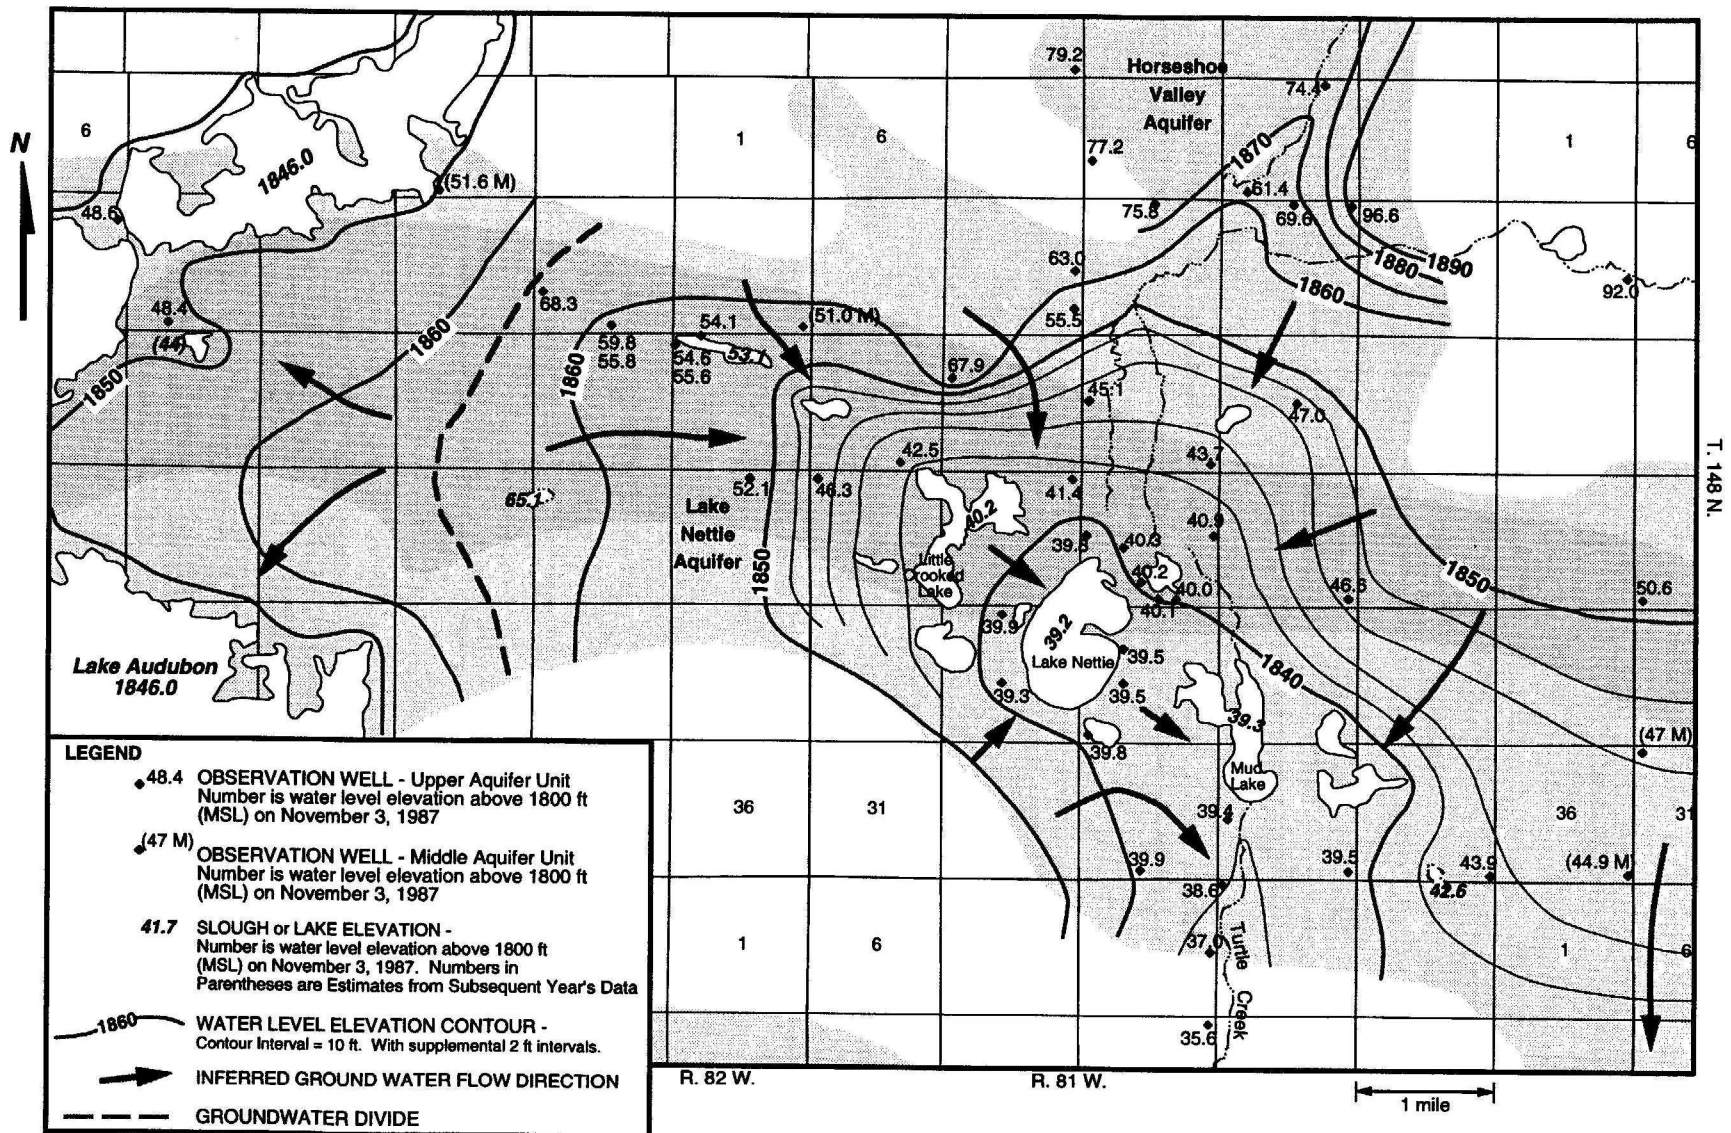 79.2
Horseshoe
Valley
Aquifer
74.4
6
1
6
1
6
N
1846.0
77.2
1870
(51.6 M)
61.4
48.6
75.8
69.6
96.6
63.0
1880
1890
1860
92.0
68.3
48.4
(44)
1860
55.5
(51.0 M)
59.8
55.8
54.1
54.6
55.6
53.1
67.9
1850
1860
45.1
47.0
T. 148 N.
42.5
43.7
65.1
52.1
46.3
41.4
Lake
Nettie
Aquifer
40.2
40.9
39.3
40.3
1850
Little
Crooked
Lake
40.2
40.0
40.1
1850
46.6
50.6
39.9
39.2
Lake Nettie
39.5
1840
Lake Audubon
1846.0
39.3
39.5
39.3
(47 M)
39.8
Mud
Lake
36
31
39.4
36
31
39.9
38.6
39.5
42.6
43.9
(44.9 M)
1
6
37.0
Turtle
Creek
1
6
35.6
R. 82 W.
R. 81 W.
1 mile
LEGEND
48.4 OBSERVATION WELL - Upper Aquifer Unit
Number is water level elevation above 1800 ft
(MSL) on November 3, 1987
(47 M)
OBSERVATION WELL - Middle Aquifer Unit
Number is water level elevation above 1800 ft
(MSL) on November 3, 1987
41.7 SLOUGH or LAKE ELEVATION -
Number is water level elevation above 1800 ft
(MSL) on November 3, 1987. Numbers in
Parentheses are Estimates from Subsequent Year's Data
1860 WATER LEVEL ELEVATION CONTOUR -
Contour Interval = 10 ft. With supplemental 2 ft intervals.
INFERRED GROUND WATER FLOW DIRECTION
GROUNDWATER DIVIDE